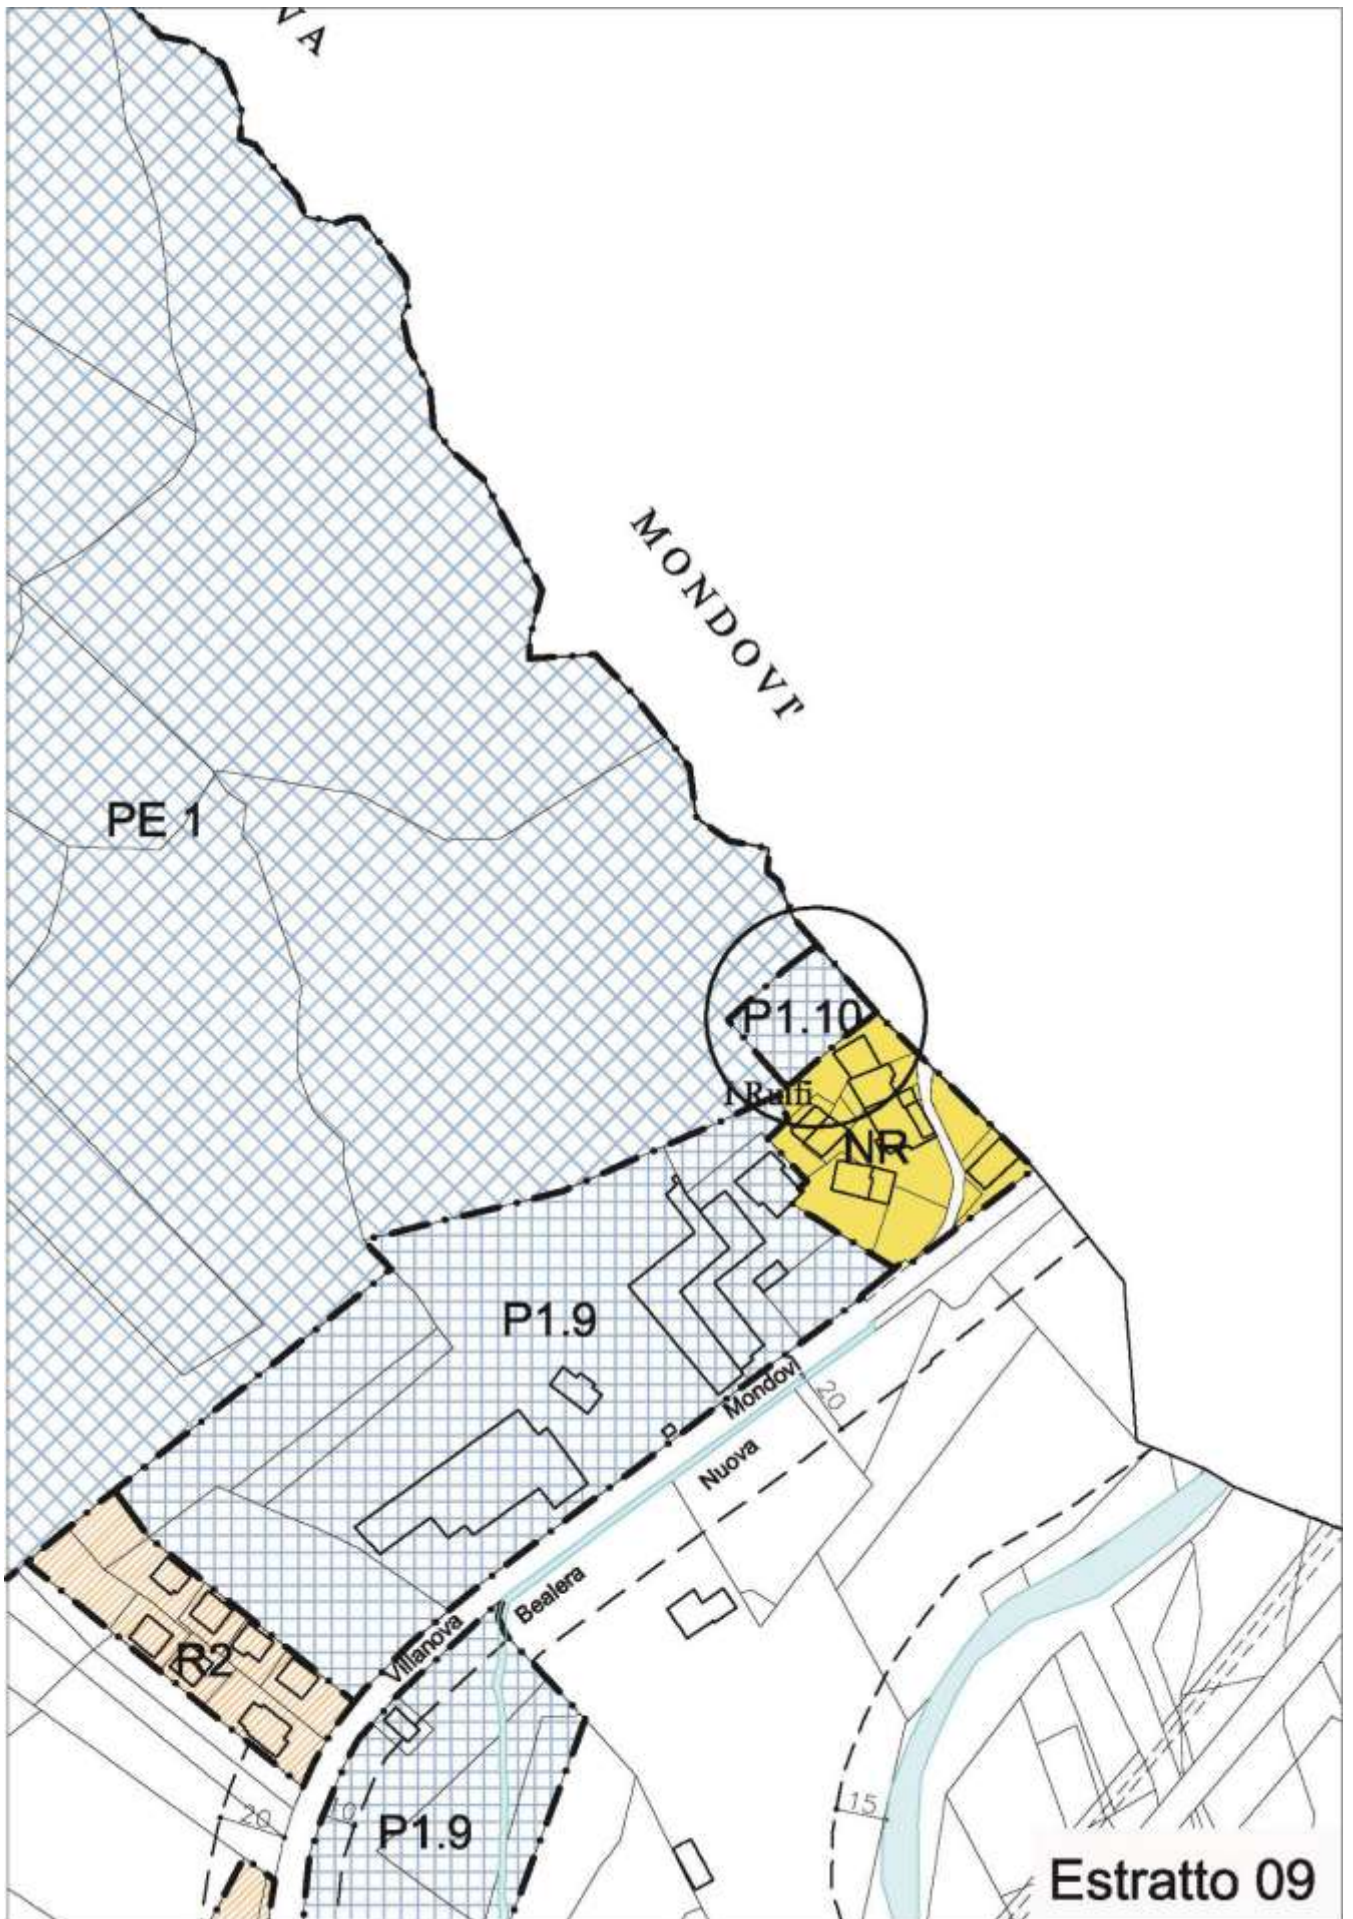 VA
MONDOVI'
PE 1
P1.10
I Ruffi
NR
P1.9
Mondovì
20
P
Nuova
Bealera
Villanova
R2
20
10
P1.9
15
Estratto 09